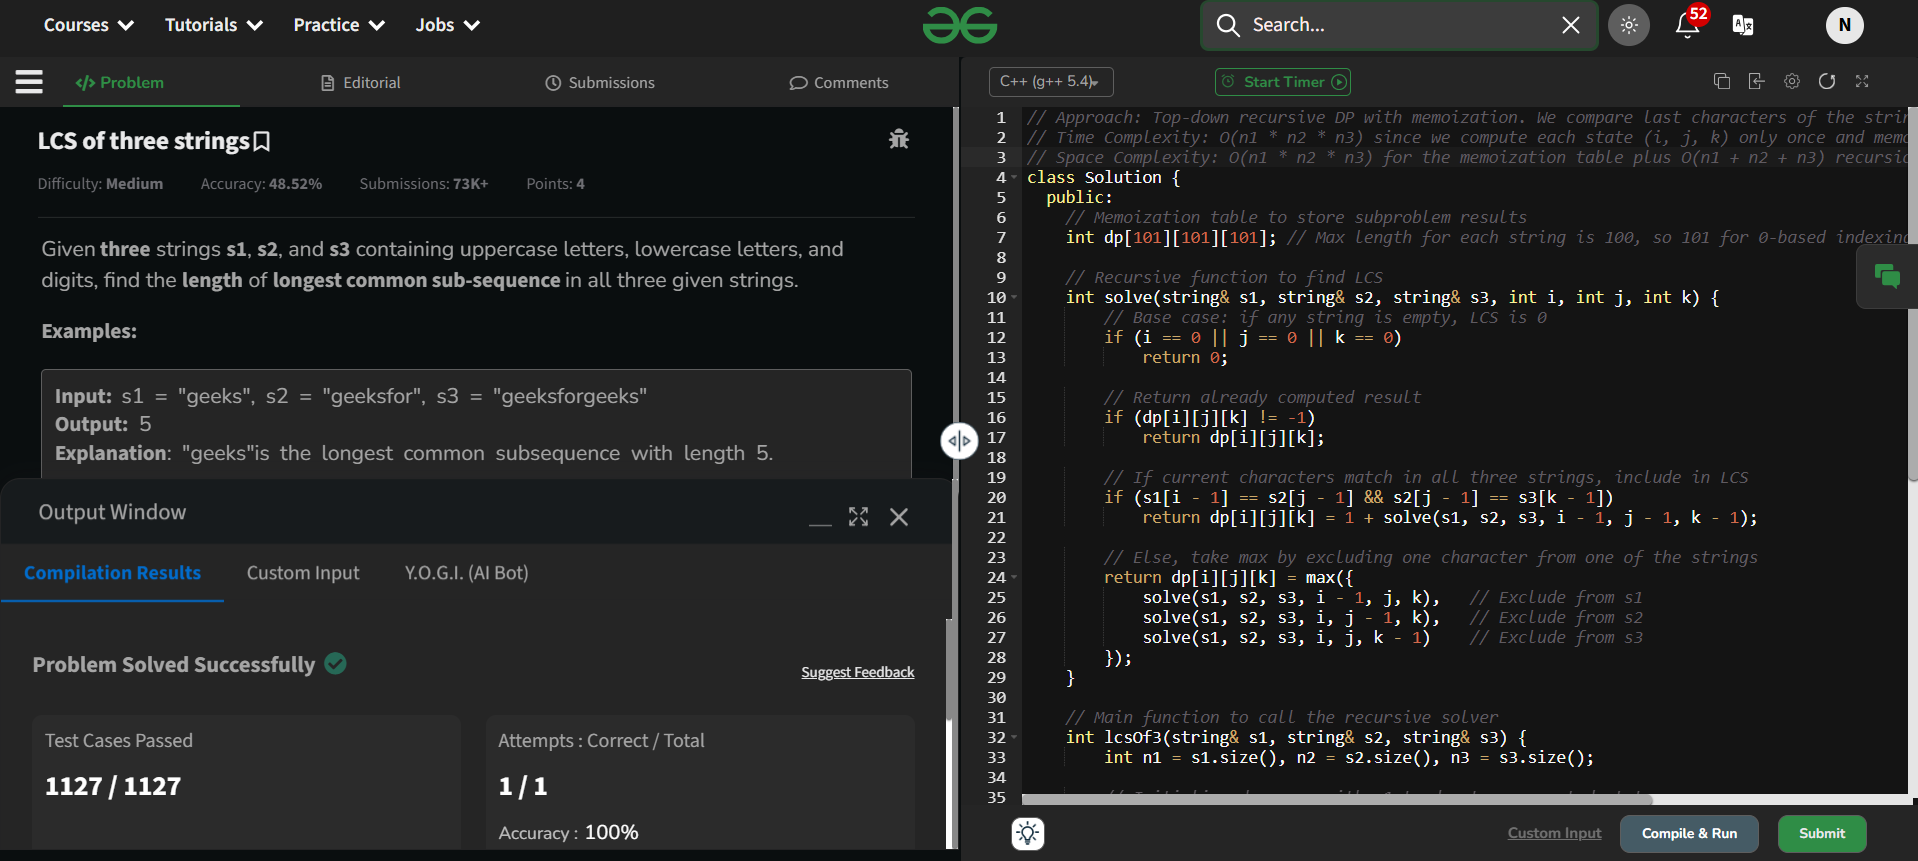 Courses Tutorials Practice Jobs Search... 52 N
Problem Editorial Submissions Comments
C++ (g++ 5.4) Start Timer
LCS of three strings
Difficulty: Medium Accuracy: 48.52% Submissions: 73K+ Points: 4
Given three strings s1, s2, and s3 containing uppercase letters, lowercase letters, and
digits, find the length of longest common sub-sequence in all three given strings.
Examples:
Input: s1 = "geeks", s2 = "geeksfor", s3 = "geeksforgeeks"
Output: 5
Explanation: "geeks"is the longest common subsequence with length 5.
Output Window
Compilation Results Custom Input Y.O.G.I. (AI Bot)
Problem Solved Successfully
Suggest Feedback
Test Cases Passed
1127 / 1127
Attempts : Correct / Total
1 / 1
Accuracy : 100%
1 // Approach: Top-down recursive DP with memoization. We compare last characters of the
2 // Time Complexity: O(n1 * n2 * n3) since we compute each state (i, j, k) only once and
3 // Space Complexity: O(n1 * n2 * n3) for the memoization table plus O(n1 + n2 + n3)
4 class Solution {
5 public:
6 // Memoization table to store subproblem results
7 int dp[101][101][101]; // Max length for each string is 100, so 101 for 0-based
8
9 // Recursive function to find LCS
10 int solve(string& s1, string& s2, string& s3, int i, int j, int k) {
11 // Base case: if any string is empty, LCS is 0
12 if (i == 0 || j == 0 || k == 0)
13 return 0;
14
15 // Return already computed result
16 if (dp[i][j][k] != -1)
17 return dp[i][j][k];
18
19 // If current characters match in all three strings, include in LCS
20 if (s1[i - 1] == s2[j - 1] && s2[j - 1] == s3[k - 1])
21 return dp[i][j][k] = 1 + solve(s1, s2, s3, i - 1, j - 1, k - 1);
22
23 // Else, take max by excluding one character from one of the strings
24 return dp[i][j][k] = max({
25 solve(s1, s2, s3, i - 1, j, k), // Exclude from s1
26 solve(s1, s2, s3, i, j - 1, k), // Exclude from s2
27 solve(s1, s2, s3, i, j, k - 1) // Exclude from s3
28 });
29 }
30
31 // Main function to call the recursive solver
32 int lcsOf3(string& s1, string& s2, string& s3) {
33 int n1 = s1.size(), n2 = s2.size(), n3 = s3.size();
34
35
Custom Input Compile & Run Submit